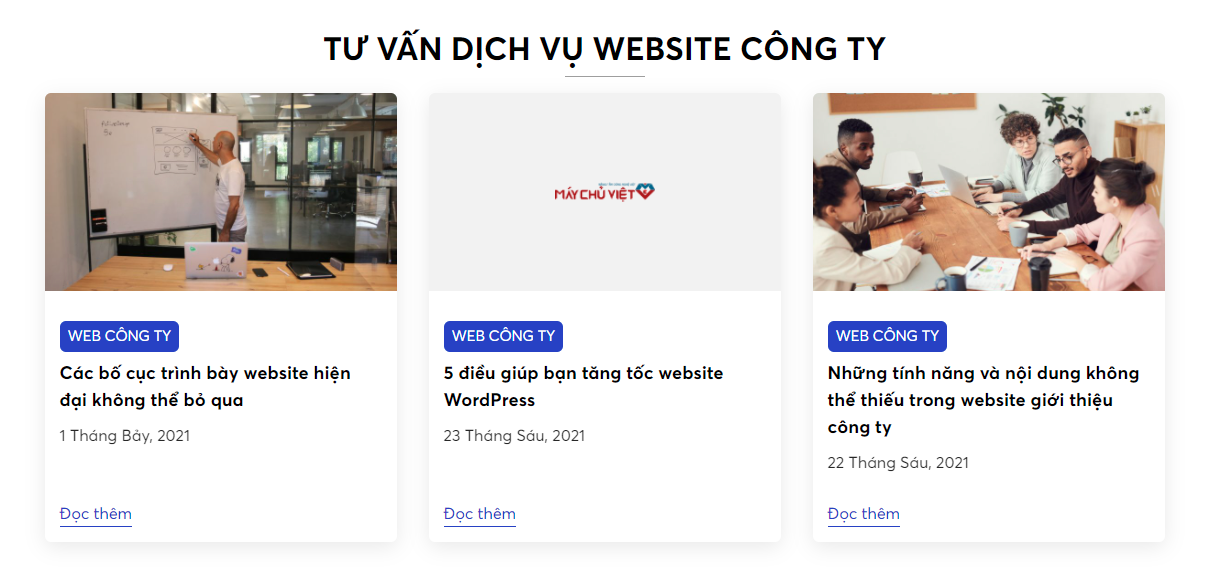 TƯ VẤN DỊCH VỤ WEBSITE CÔNG TY
MÁY CHỦ VIỆT
WEB CÔNG TY
Các bố cục trình bày website hiện
đại không thể bỏ qua
1 Tháng Bảy, 2021
Đọc thêm
WEB CÔNG TY
5 điều giúp bạn tăng tốc website
WordPress
23 Tháng Sáu, 2021
Đọc thêm
WEB CÔNG TY
Những tính năng và nội dung không
thể thiếu trong website giới thiệu
công ty
22 Tháng Sáu, 2021
Đọc thêm